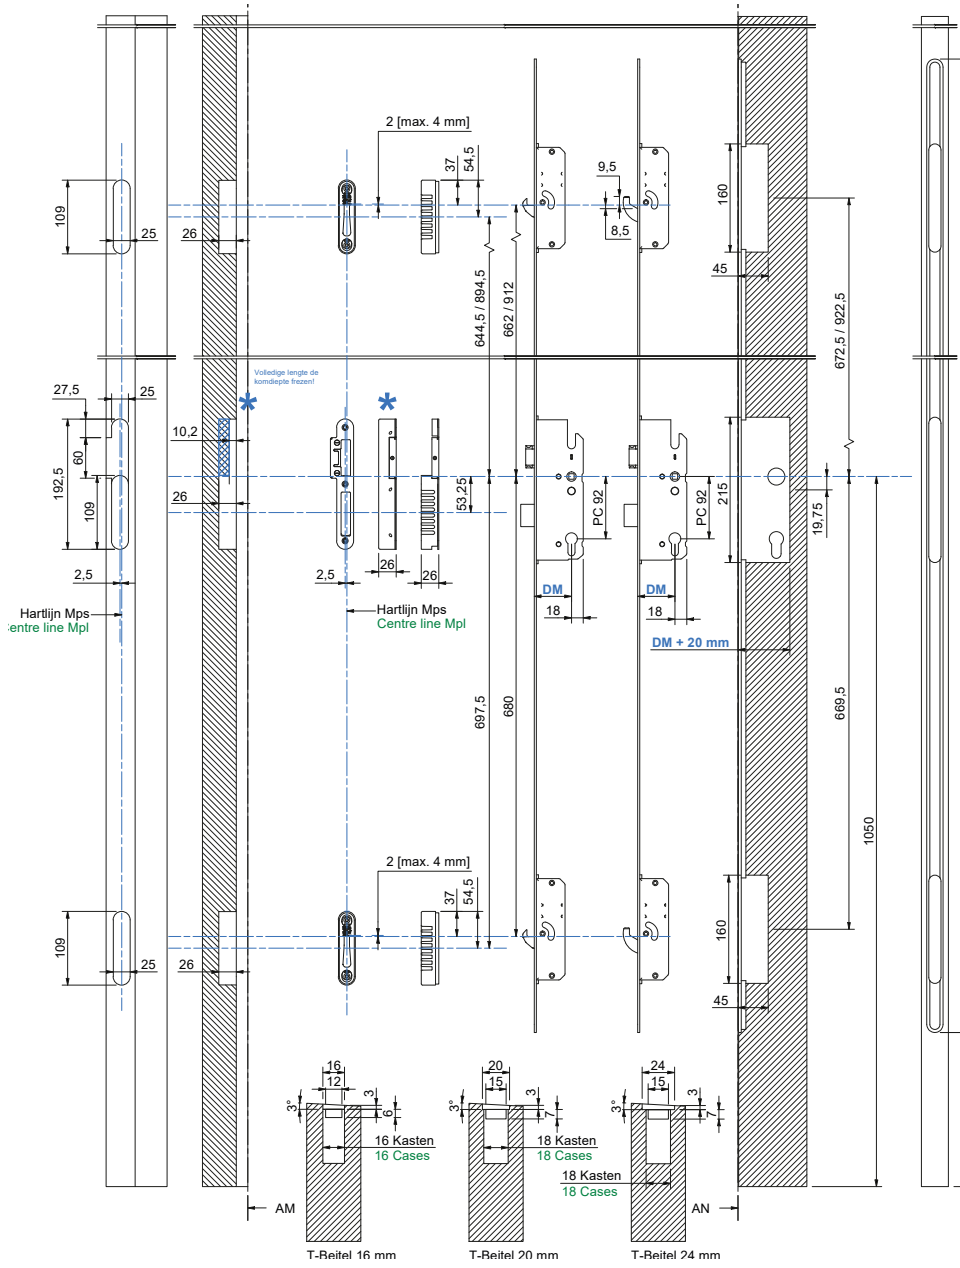 2 [max. 4 mm]
37
54,5
9,5
8,5
160
109
25
26
45
644,5 / 894,5
662 / 912
672,5 / 922,5
Volledige lengte de
komdiepte frezen!
27,5
25
*
*
10,2
60
192,5
109
26
53,25
PC 92
PC 92
215
19,75
2,5
2,5
26
26
DM
DM
18
18
Hartlijn Mps
Centre line Mpl
Hartlijn Mps
Centre line Mpl
DM + 20 mm
697,5
680
669,5
1050
2 [max. 4 mm]
37
54,5
160
109
25
26
45
16
12
3
3°
6
16 Kasten
16 Cases
20
15
3
3°
7
18 Kasten
18 Cases
24
15
3
3°
7
18 Kasten
18 Cases
AM
AN
T-Beitel 16 mm
T-Beitel 20 mm
T-Beitel 24 mm